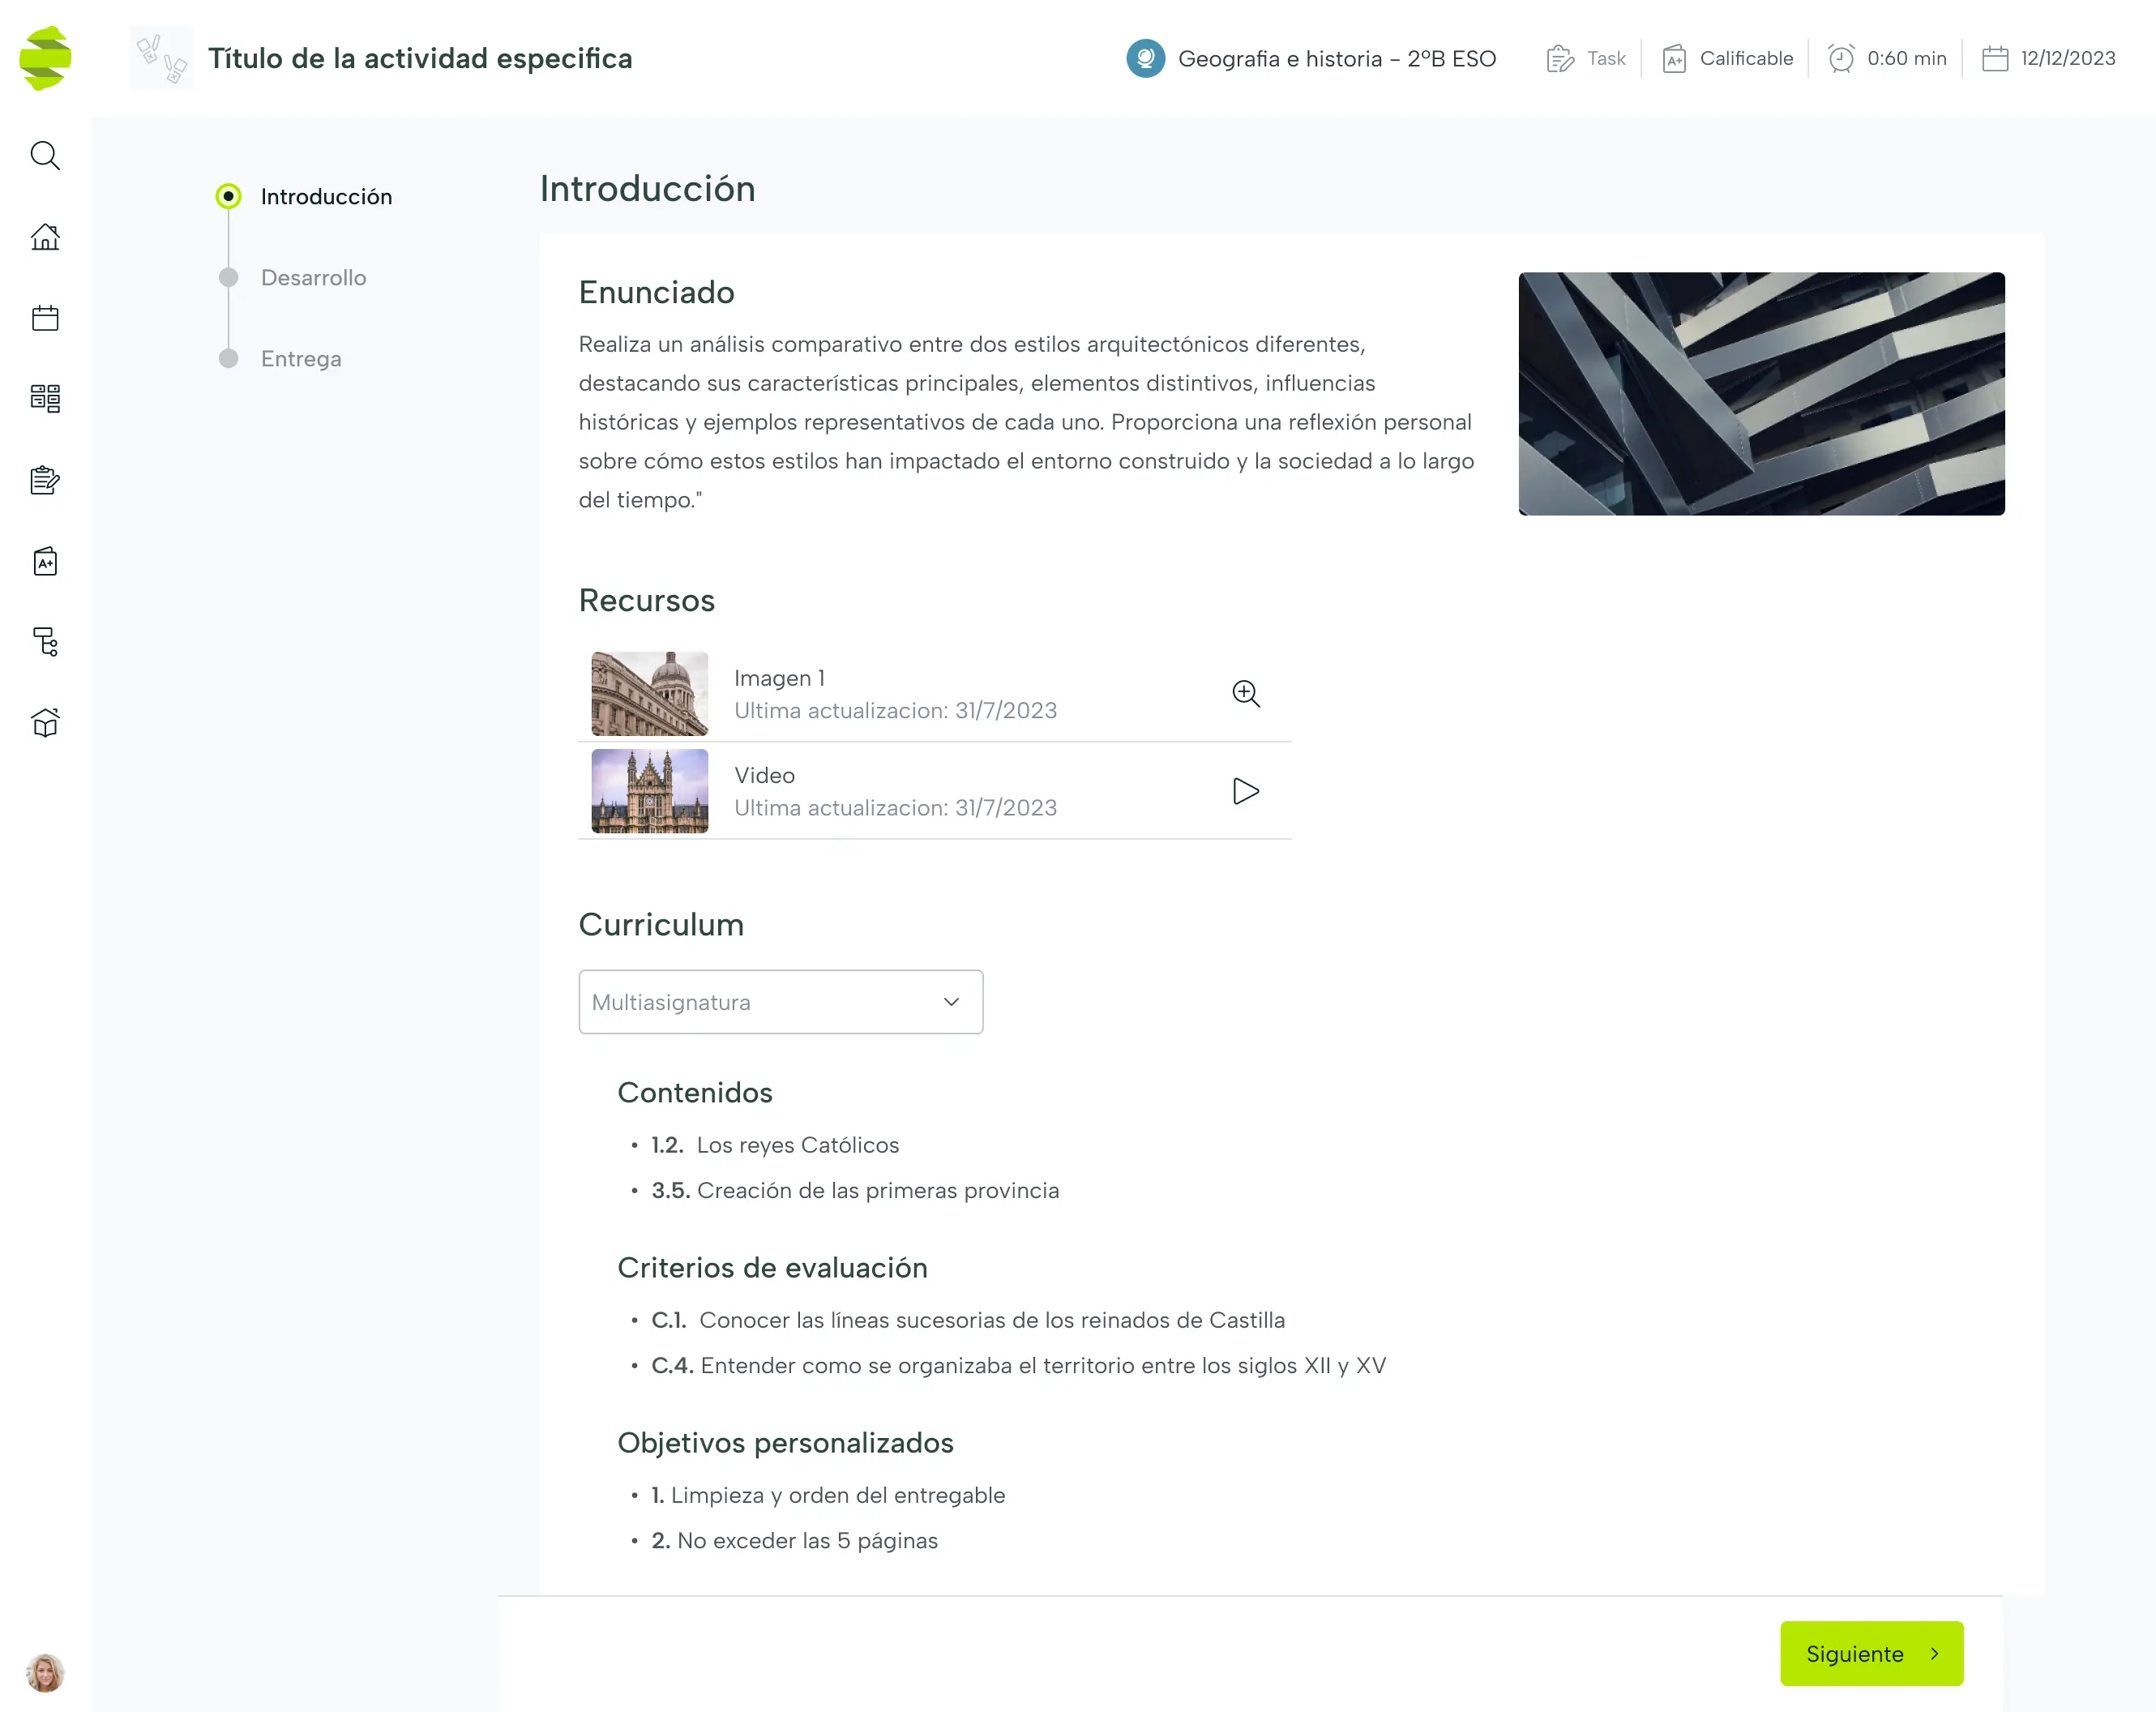 Título de la actividad especifica
Geografia e historia - 2ºB ESO
Task
Calificable
0:60 min
12/12/2023
Introducción
Desarrollo
Entrega
Introducción
Enunciado
Realiza un análisis comparativo entre dos estilos arquitectónicos diferentes,
destacando sus características principales, elementos distintivos, influencias
históricas y ejemplos representativos de cada uno. Proporciona una reflexión personal
sobre cómo estos estilos han impactado el entorno construido y la sociedad a lo largo
del tiempo."
Recursos
Imagen 1
Ultima actualizacion: 31/7/2023
Video
Ultima actualizacion: 31/7/2023
Curriculum
Multiasignatura
Contenidos
• 1.2. Los reyes Católicos
• 3.5. Creación de las primeras provincia
Criterios de evaluación
• C.1. Conocer las líneas sucesorias de los reinados de Castilla
• C.4. Entender como se organizaba el territorio entre los siglos XII y XV
Objetivos personalizados
• 1. Limpieza y orden del entregable
• 2. No exceder las 5 páginas
Siguiente